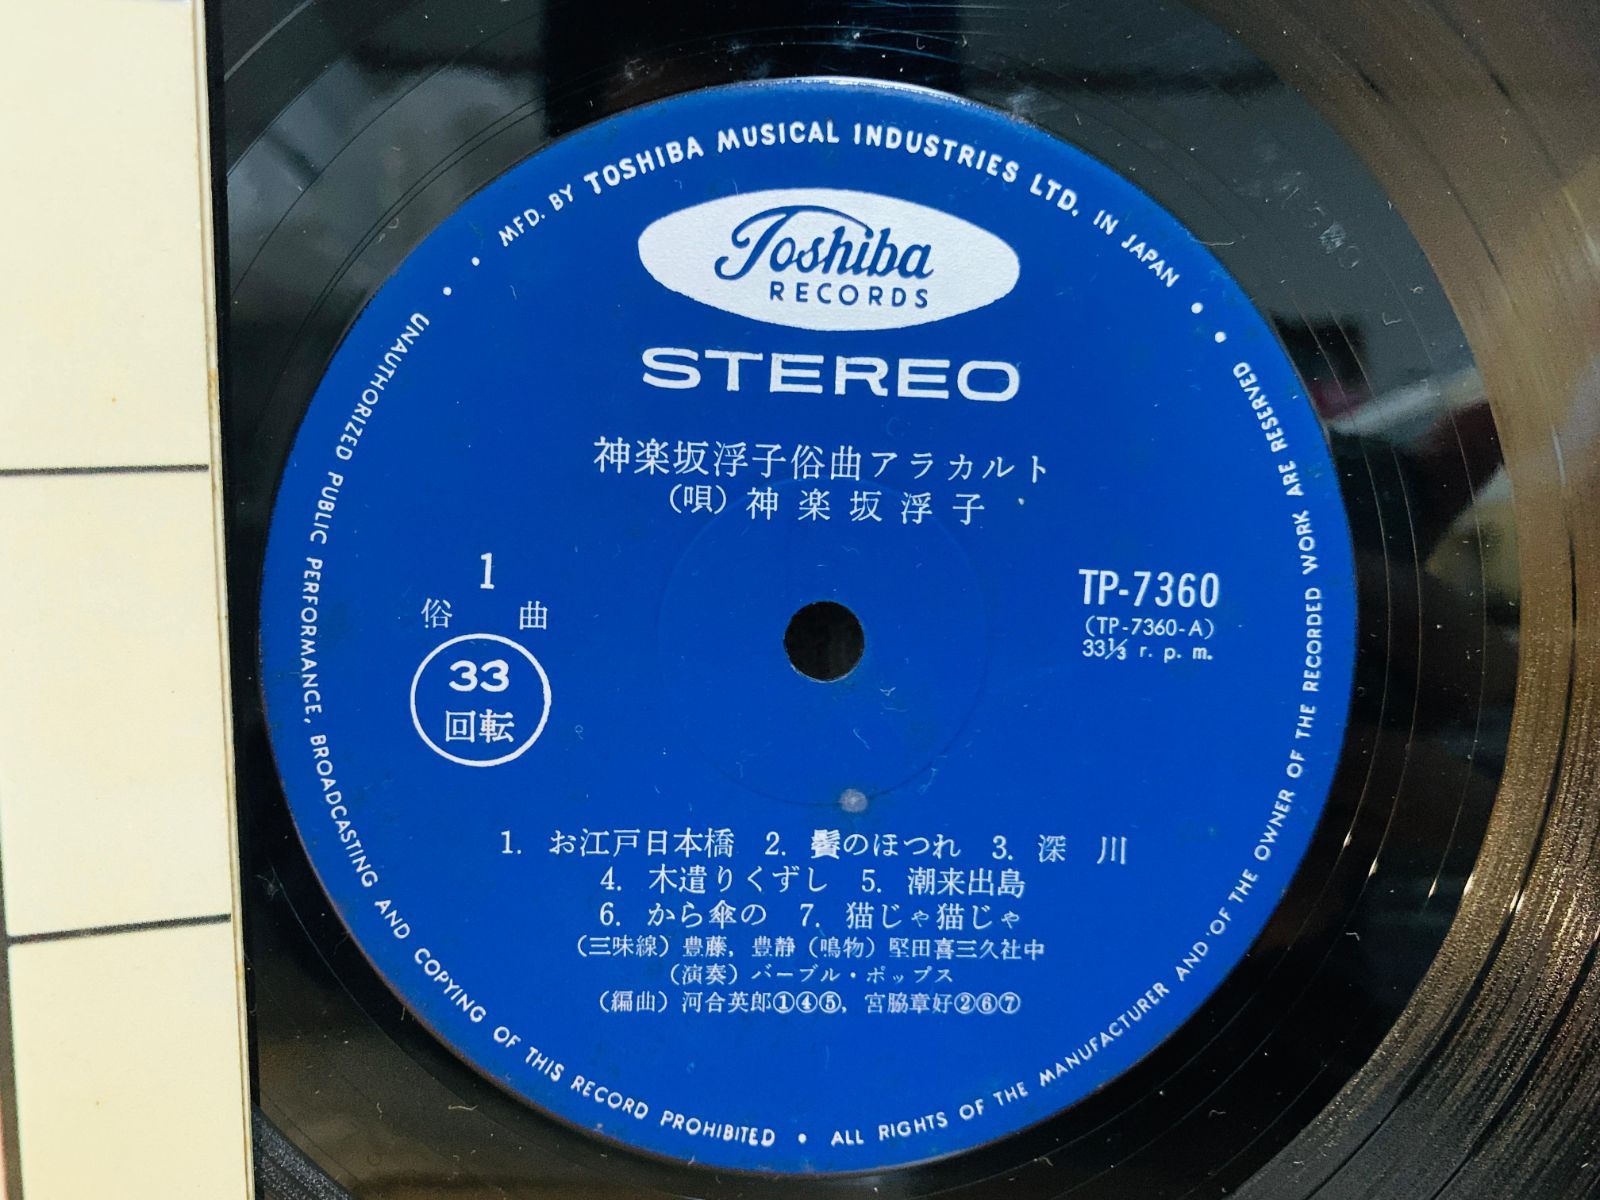 MFD. BY TOSHIBA MUSICAL INDUSTRIES LTD. IN JAPAN
Toshiba
RECORDS
STEREO
神楽坂浮子俗曲アラカルト
(唄) 神楽坂浮子
1
俗 曲
33
回転
TP-7360
(TP-7360-A)
33⅓ r. p. m.
1. お江戸日本橋 2. 鬢のほつれ 3. 深 川
4. 木遣りくずし 5. 潮来出島
6. から傘の 7. 猫じゃ猫じゃ
(三味線) 豊藤, 豊静 (鳴物) 堅田喜三久社中
(演奏) バーブル・ポップス
(編曲) 河合英郎①④⑤, 宮脇章好②⑥⑦
UNAUTHORIZED PUBLIC PERFORMANCE, BROADCASTING AND COPYING OF THIS RECORD PROHIBITED • ALL RIGHTS OF THE MANUFACTURER AND OF THE OWNER OF THE RECORDED WORK ARE RESERVED